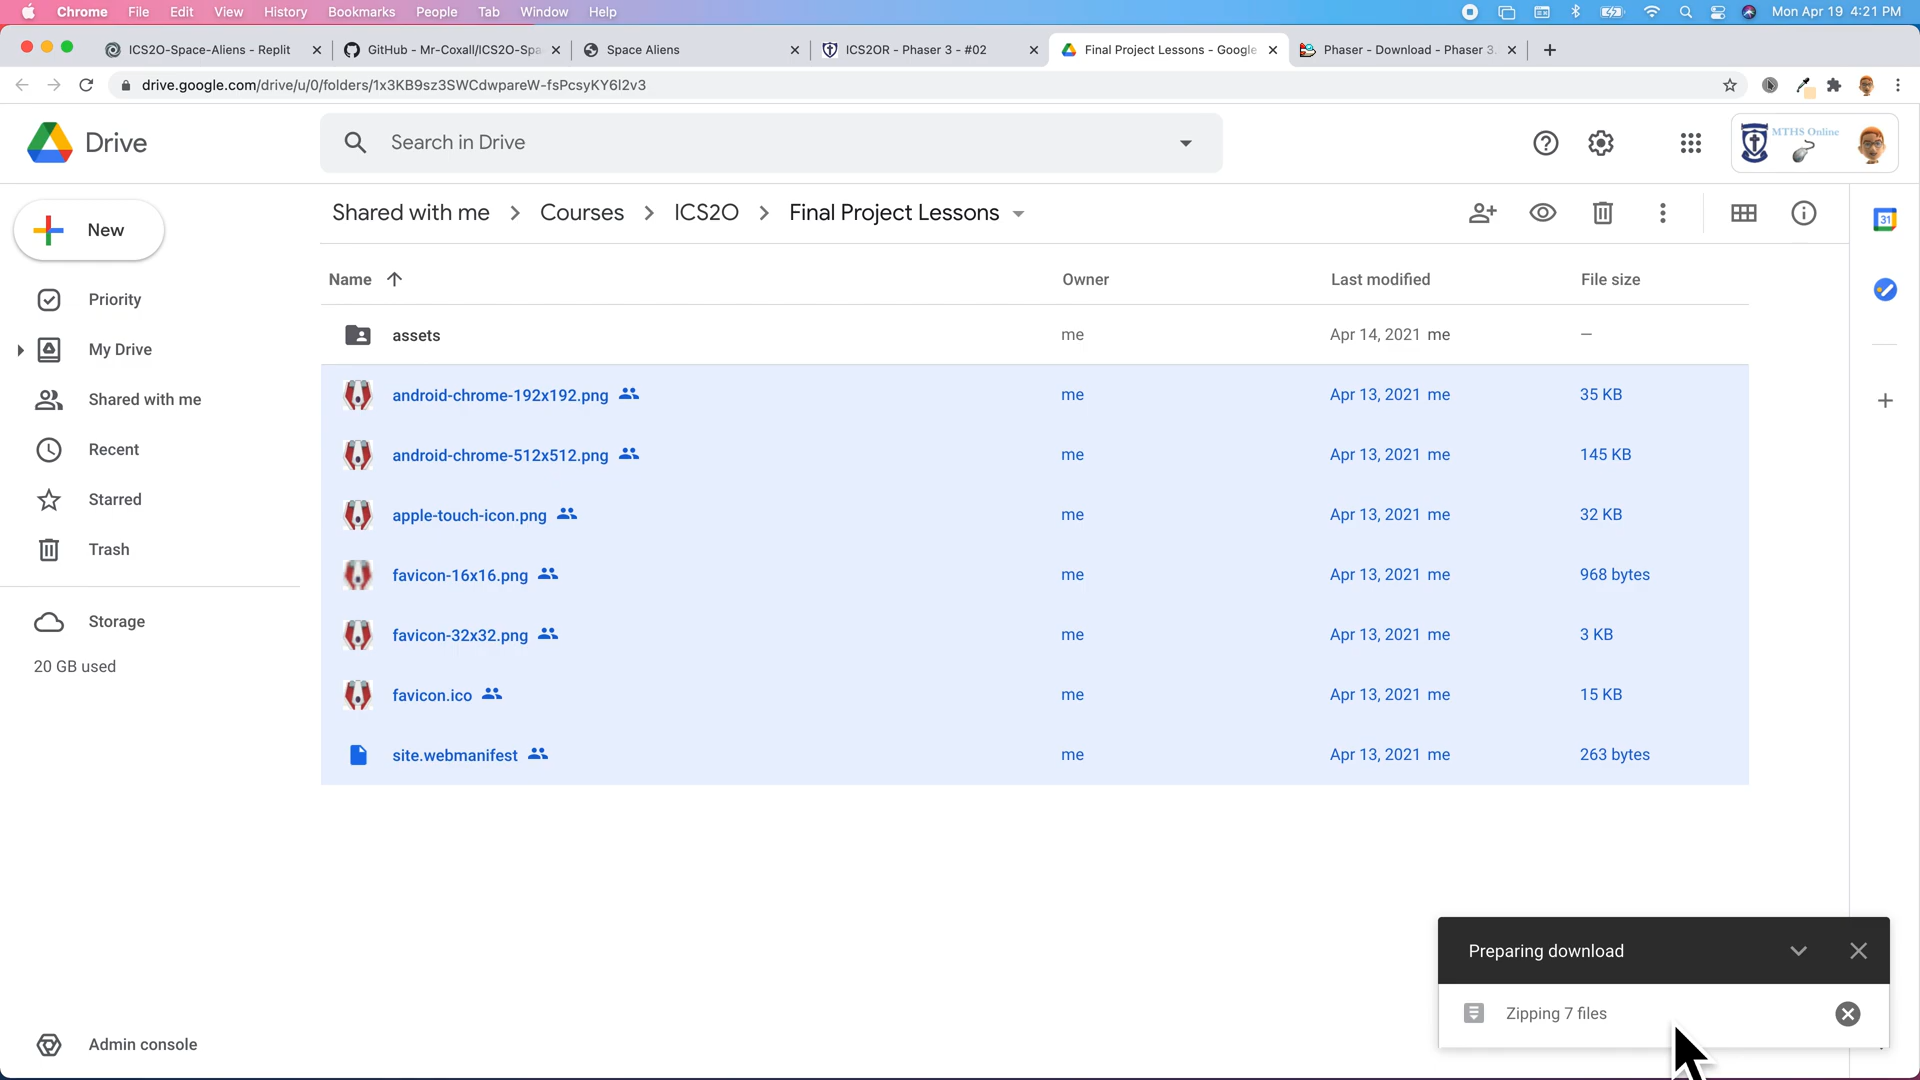 Chrome File Edit View History Bookmarks People Tab Window Help Mon Apr 19 4:21 PM
ICS2O-Space-Aliens - Replit GitHub - Mr-Coxall/ICS2O-Spa Space Aliens ICS2OR - Phaser 3 - #02 Final Project Lessons - Google Phaser - Download - Phaser 3.
drive.google.com/drive/u/0/folders/1x3KB9sz3SWCdwpareW-fsPcsyKY6l2v3
Drive Search in Drive MTHS Online
New Shared with me > Courses > ICS2O > Final Project Lessons 31
Name Owner Last modified File size
Priority
My Drive
Shared with me
Recent
Starred
Trash
Storage
20 GB used
Admin console
assets me Apr 14, 2021 me —
android-chrome-192x192.png me Apr 13, 2021 me 35 KB
android-chrome-512x512.png me Apr 13, 2021 me 145 KB
apple-touch-icon.png me Apr 13, 2021 me 32 KB
favicon-16x16.png me Apr 13, 2021 me 968 bytes
favicon-32x32.png me Apr 13, 2021 me 3 KB
favicon.ico me Apr 13, 2021 me 15 KB
site.webmanifest me Apr 13, 2021 me 263 bytes
Preparing download
Zipping 7 files